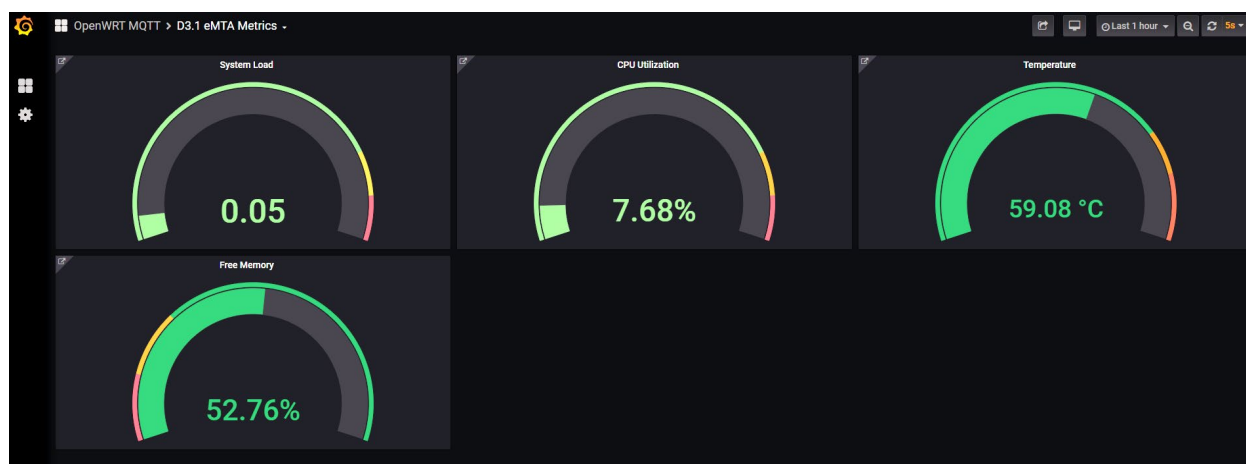 OpenWRT MQTT > D3.1 eMTA Metrics
Last 1 hour
5s
System Load
CPU Utilization
Temperature
0.05
7.68%
59.08 °C
Free Memory
52.76%